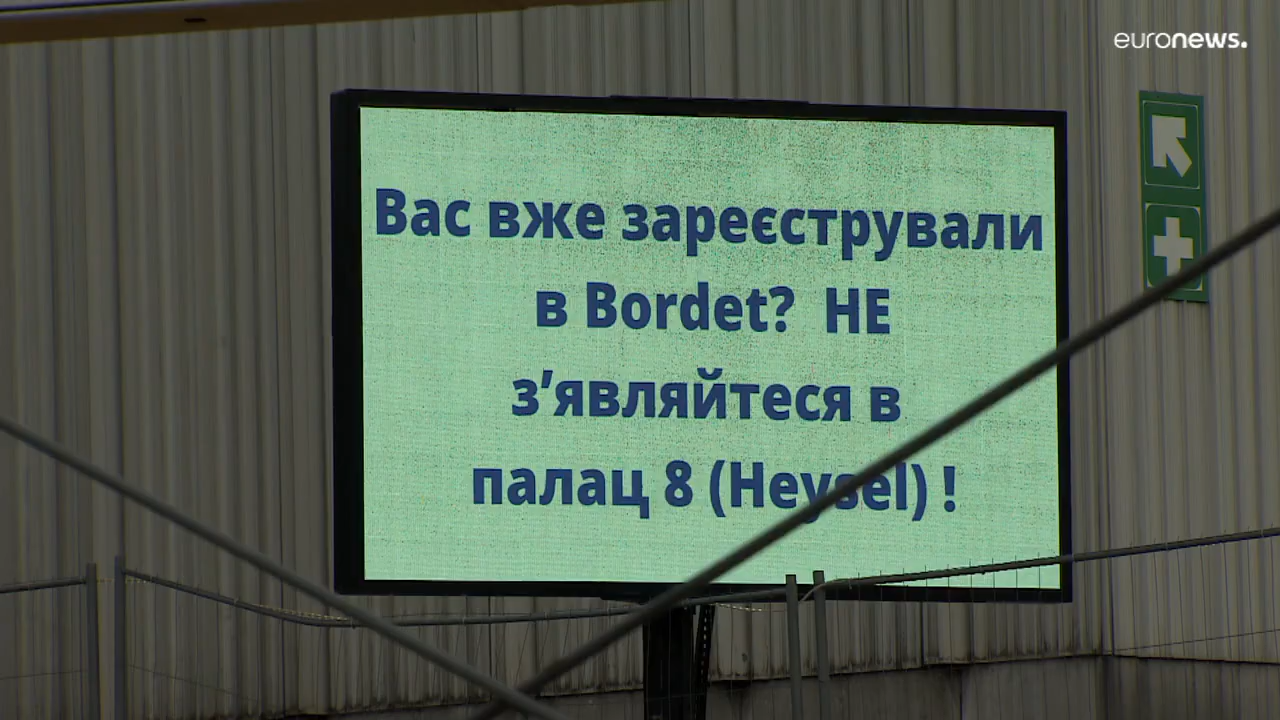 euronews.
Вас вже зареєстрували
в Bordet? НЕ
з’являйтеся в
палац 8 (Heysel) !